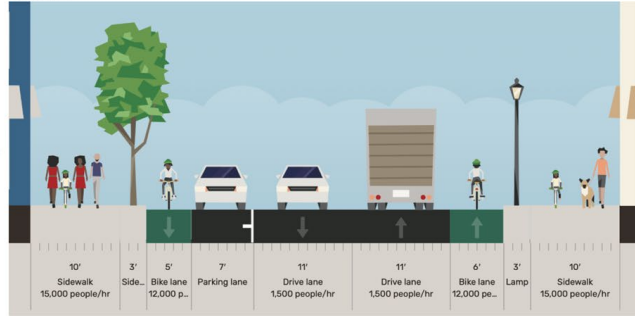 10'
Sidewalk
15,000 people/hr
3'
Side...
5'
Bike lane
12,000 p...
7'
Parking lane
11'
Drive lane
1,500 people/hr
11'
Drive lane
1,500 people/hr
6'
Bike lane
12,000 p...
3'
Lamp
10'
Sidewalk
15,000 people/hr